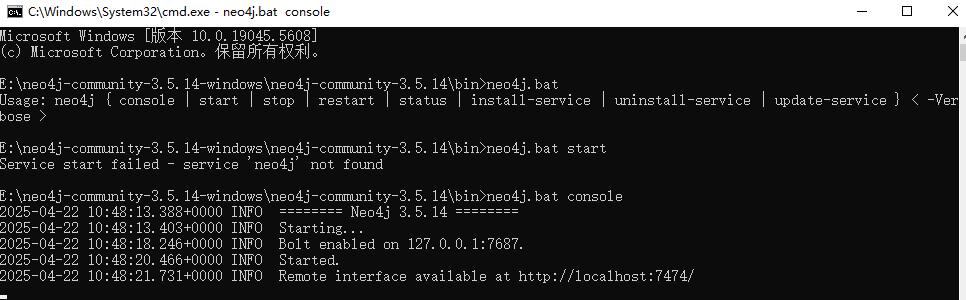 C:\Windows\System32\cmd.exe - neo4j.bat  console
Microsoft Windows [版本 10.0.19045.5608]
(c) Microsoft Corporation。保留所有权利。
E:\neo4j-community-3.5.14-windows\neo4j-community-3.5.14\bin>neo4j.bat
Usage: neo4j { console | start | stop | restart | status | install-service | uninstall-service | update-service } < -Ver
bose >
E:\neo4j-community-3.5.14-windows\neo4j-community-3.5.14\bin>neo4j.bat start
Service start failed - service 'neo4j' not found
E:\neo4j-community-3.5.14-windows\neo4j-community-3.5.14\bin>neo4j.bat console
2025-04-22 10:48:13.388+0000 INFO  ======== Neo4j 3.5.14 ========
2025-04-22 10:48:13.403+0000 INFO  Starting...
2025-04-22 10:48:18.246+0000 INFO  Bolt enabled on 127.0.0.1:7687.
2025-04-22 10:48:20.466+0000 INFO  Started.
2025-04-22 10:48:21.731+0000 INFO  Remote interface available at http://localhost:7474/